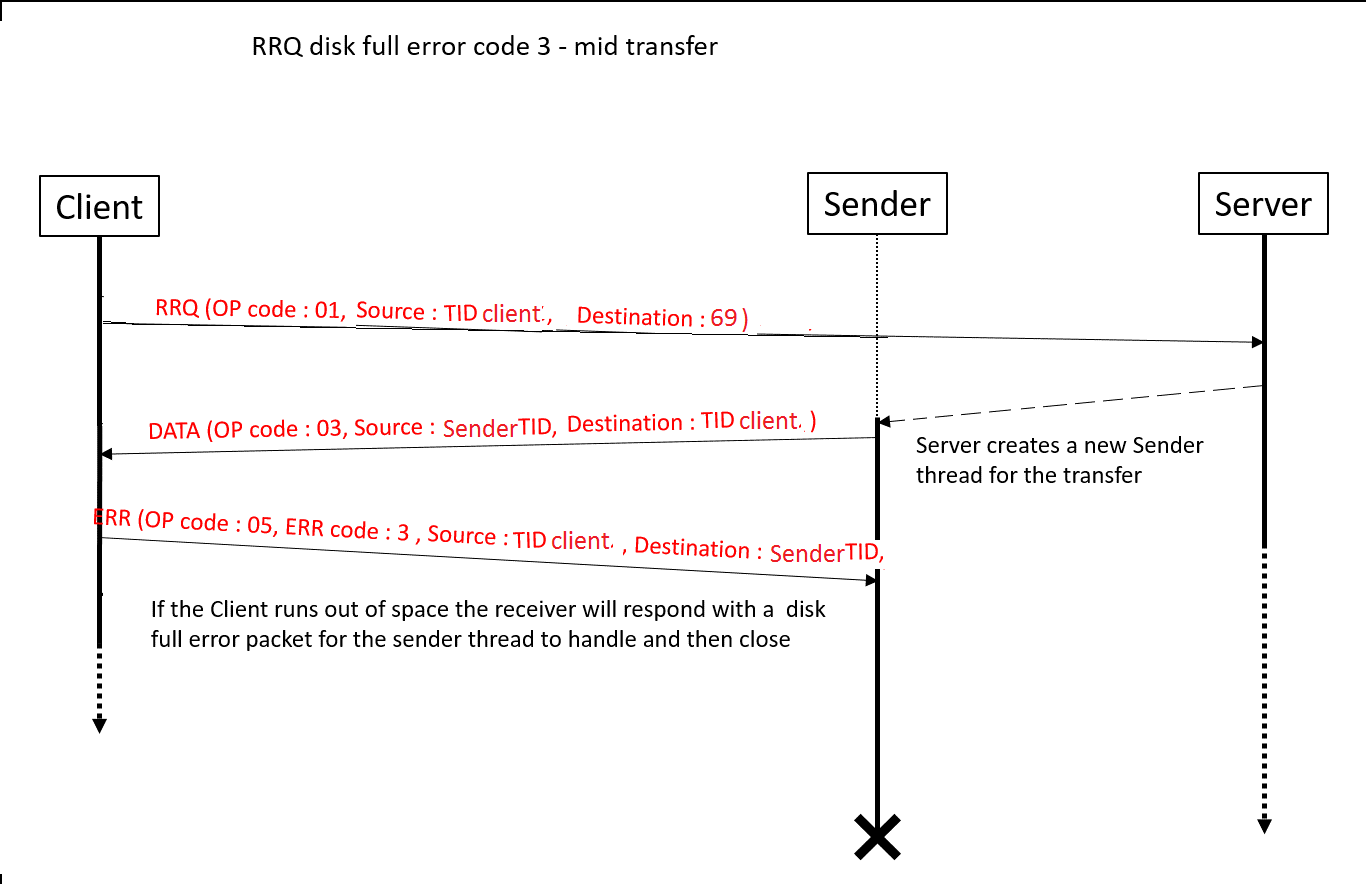 RRQ disk full error code 3 - mid transfer
Client
Sender
Server
RRQ (OP code : 01, Source : TID client , Destination : 69)
DATA (OP code : 03, Source : SenderTID, Destination : TID client. )
Server creates a new Sender
thread for the transfer
ERR (OP code : 05, ERR code : 3 , Source : TID client. , Destination : SenderTID,
If the Client runs out of space the receiver will respond with a disk
full error packet for the sender thread to handle and then close